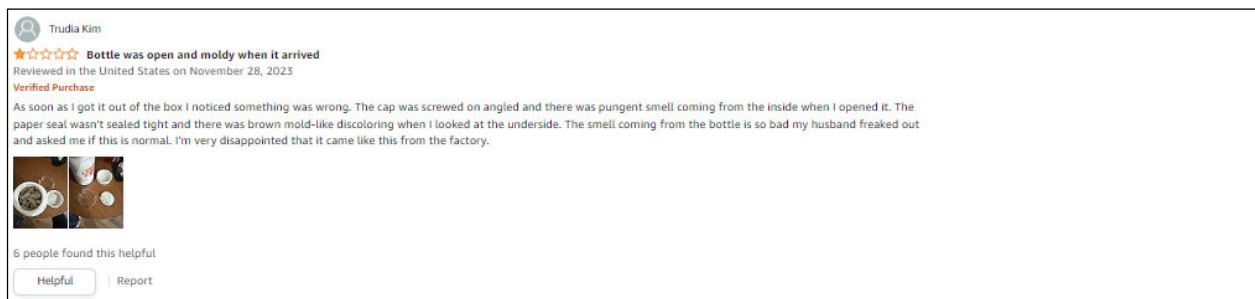 Trudia Kim
Bottle was open and moldy when it arrived
Reviewed in the United States on November 28, 2023
Verified Purchase
As soon as I got it out of the box I noticed something was wrong. The cap was screwed on angled and there was pungent smell coming from the inside when I opened it. The
paper seal wasn't sealed tight and there was brown mold-like discoloring when I looked at the underside. The smell coming from the bottle is so bad my husband freaked out
and asked me if this is normal. I'm very disappointed that it came like this from the factory.
6 people found this helpful
Helpful | Report